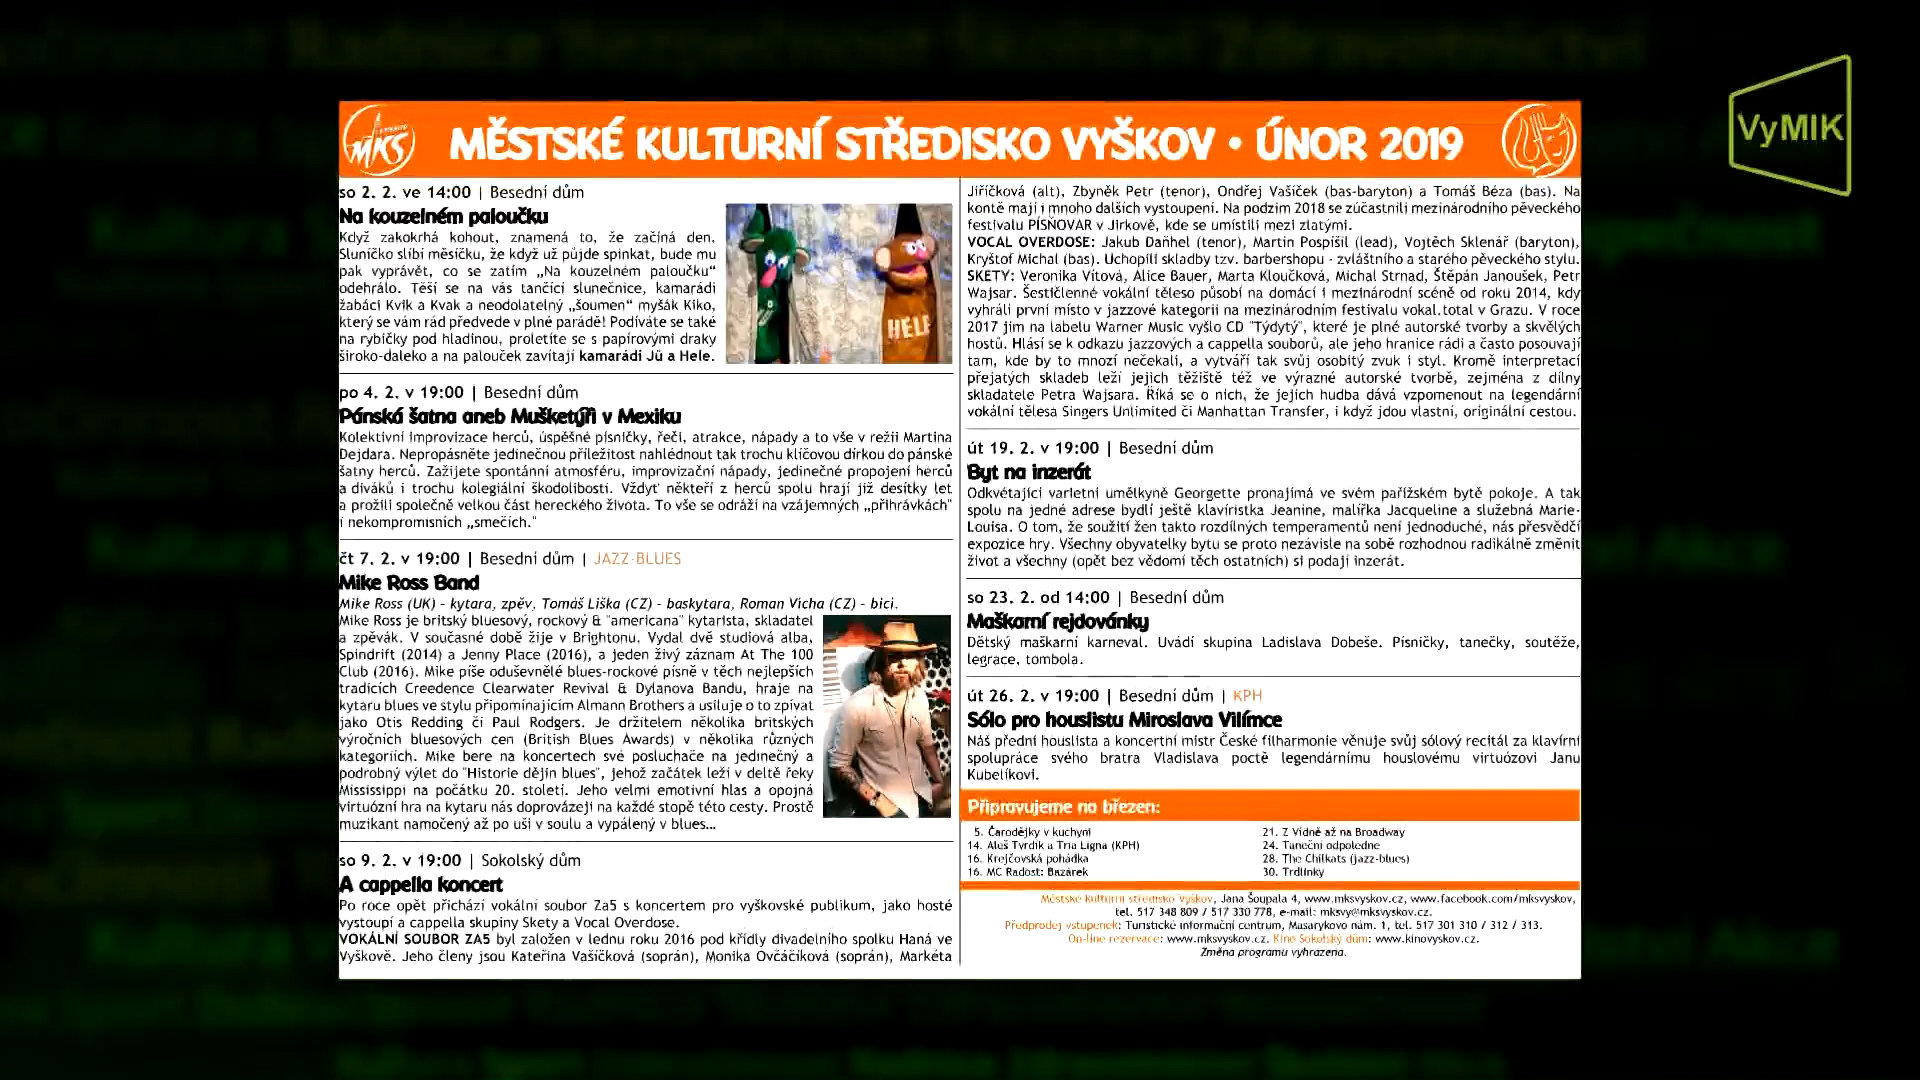 VyMIK
MKS
MĚSTSKÉ KULTURNÍ STŘEDISKO VYŠKOV • ÚNOR 2019
so 2. 2. ve 14:00 | Besední dům
Na kouzelném paloučku
Když zakokrhá kohout, znamená to, že začíná den.
Sluníčko slíbí měsíčku, že když už půjde spinkat, bude mu
pak vyprávět, co se zatím „Na kouzelném paloučku“
odehrálo. Těší se na vás tančící slunečnice, kamarádi
žabáci Kvik a Kvak a neodolatelný „šoumen“ myšák Kiko,
který se vám rád předvede v plné parádě! Podíváte se také
na rybičky pod hladinou, proletíte se s papírovými draky
široko-daleko a na palouček zavítají kamarádi Jů a Hele.
HELE
po 4. 2. v 19:00 | Besední dům
Pánská šatna aneb Mušketýři v Mexiku
Kolektivní improvizace herců, úspěšné písničky, řeči, atrakce, nápady a to vše v režii Martina
Dejdara. Nepropásněte jedinečnou příležitost nahlédnout tak trochu klíčovou dírkou do pánské
šatny herců. Zažijete spontánní atmosféru, improvizační nápady, jedinečné propojení herců
a diváků i trochu kolegiální škodolibosti. Vždyť někteří z herců spolu hrají již desítky let
a prožili společně velkou část hereckého života. To vše se odráží na vzájemných „přihrávkách"
i nekompromisních „smečích."
čt 7. 2. v 19:00 | Besední dům | JAZZ-BLUES
Mike Ross Band
Mike Ross (UK) - kytara, zpěv, Tomáš Liška (CZ) - baskytara, Roman Vícha (CZ) - bicí.
Mike Ross je britský bluesový, rockový & "americana" kytarista, skladatel
a zpěvák. V současné době žije v Brightonu. Vydal dvě studiová alba,
Spindrift (2014) a Jenny Place (2016), a jeden živý záznam At The 100
Club (2016). Mike píše oduševnělé blues-rockové písně v těch nejlepších
tradicích Creedence Clearwater Revival & Dylanova Bandu, hraje na
kytaru blues ve stylu připomínajícím Almann Brothers a usiluje o to zpívat
jako Otis Redding či Paul Rodgers. Je držitelem několika britských
výročních bluesových cen (British Blues Awards) v několika různých
kategoriích. Mike bere na koncertech své posluchače na jedinečný a
podrobný výlet do "Historie dějin blues", jehož začátek leží v deltě řeky
Mississippi na počátku 20. století. Jeho velmi emotivní hlas a opojná
virtuózní hra na kytaru nás doprovázejí na každé stopě této cesty. Prostě
muzikant namočený až po uši v soulu a vypálený v blues...
so 9. 2. v 19:00 | Sokolský dům
A cappella koncert
Po roce opět přichází vokální soubor Za5 s koncertem pro vyškovské publikum, jako hosté
vystoupí a cappella skupiny Skety a Vocal Overdose.
VOKÁLNÍ SOUBOR ZA5 byl založen v lednu roku 2016 pod křídly divadelního spolku Haná ve
Vyškově. Jeho členy jsou Kateřina Vašíčková (soprán), Monika Ovčáčíková (soprán), Markéta
Jiříčková (alt), Zbyněk Petr (tenor), Ondřej Vašíček (bas-baryton) a Tomáš Béza (bas). Na
kontě mají i mnoho dalších vystoupení. Na podzim 2018 se zúčastnili mezinárodního pěveckého
festivalu PÍSŇOVAR v Jirkově, kde se umístili mezi zlatými.
VOCAL OVERDOSE: Jakub Daňhel (tenor), Martin Pospíšil (lead), Vojtěch Sklenář (baryton),
Kryštof Michal (bas). Uchopili skladby tzv. barbershopu - zvláštního a starého pěveckého stylu.
SKETY: Veronika Vítová, Alice Bauer, Marta Kloučková, Michal Strnad, Štěpán Janoušek, Petr
Wajsar. Šestičlenné vokální těleso působí na domácí i mezinárodní scéně od roku 2014, kdy
vyhráli první místo v jazzové kategorii na mezinárodním festivalu vokal.total v Grazu. V roce
2017 jim na labelu Warner Music vyšlo CD "Týdytý", které je plné autorské tvorby a skvělých
hostů. Hlásí se k odkazu jazzových a cappella souborů, ale jeho hranice rádi a často posouvají
tam, kde by to mnozí nečekali, a vytváří tak svůj osobitý zvuk i styl. Kromě interpretací
přejatých skladeb leží jejich těžiště též ve výrazné autorské tvorbě, zejména z dílny
skladatele Petra Wajsara. Říká se o nich, že jejich hudba dává vzpomenout na legendární
vokální tělesa Singers Unlimited či Manhattan Transfer, i když jdou vlastní, originální cestou.
út 19. 2. v 19:00 | Besední dům
Byt na inzerát
Odkvétající varietní umělkyně Georgette pronajímá ve svém pařížském bytě pokoje. A tak
spolu na jedné adrese bydlí ještě klavíristka Jeanine, malířka Jacqueline a služebná Marie-
Louisa. O tom, že soužití žen takto rozdílných temperamentů není jednoduché, nás přesvědčí
expozice hry. Všechny obyvatelky bytu se proto nezávisle na sobě rozhodnou radikálně změnit
život a všechny (opět bez vědomí těch ostatních) si podají inzerát.
so 23. 2. od 14:00 | Besední dům
Maškarní rejdovánky
Dětský maškarní karneval. Uvádí skupina Ladislava Dobeše. Písničky, tanečky, soutěže,
legrace, tombola.
út 26. 2. v 19:00 | Besední dům | KPH
Sólo pro houslistu Miroslava Vilímce
Náš přední houslista a koncertní mistr České filharmonie věnuje svůj sólový recitál za klavírní
spolupráce svého bratra Vladislava poctě legendárnímu houslovému virtuózovi Janu
Kubelíkovi.
Připravujeme na březen:
5. Čarodějky v kuchyni
14. Aleš Tvrdík a Tria Ligna (KPH)
16. Krejčovská pohádka
16. MC Radost: Bazárek
21. Z Vídně až na Broadway
24. Taneční odpoledne
28. The Chilkats (jazz-blues)
30. Trdlinky
Městské kulturní středisko Vyškov, Jana Šoupala 4, www.mksvyskov.cz, www.facebook.com/mksvyskov,
tel. 517 348 809 / 517 330 778, e-mail: mksvy@mksvyskov.cz.
Předprodej vstupenek: Turistické informační centrum, Masarykovo nám. 1, tel. 517 301 310 / 312 / 313.
On-line rezervace: www.mksvyskov.cz. Kino Sokolský dům: www.kinovyskov.cz.
Změna programu vyhrazena.